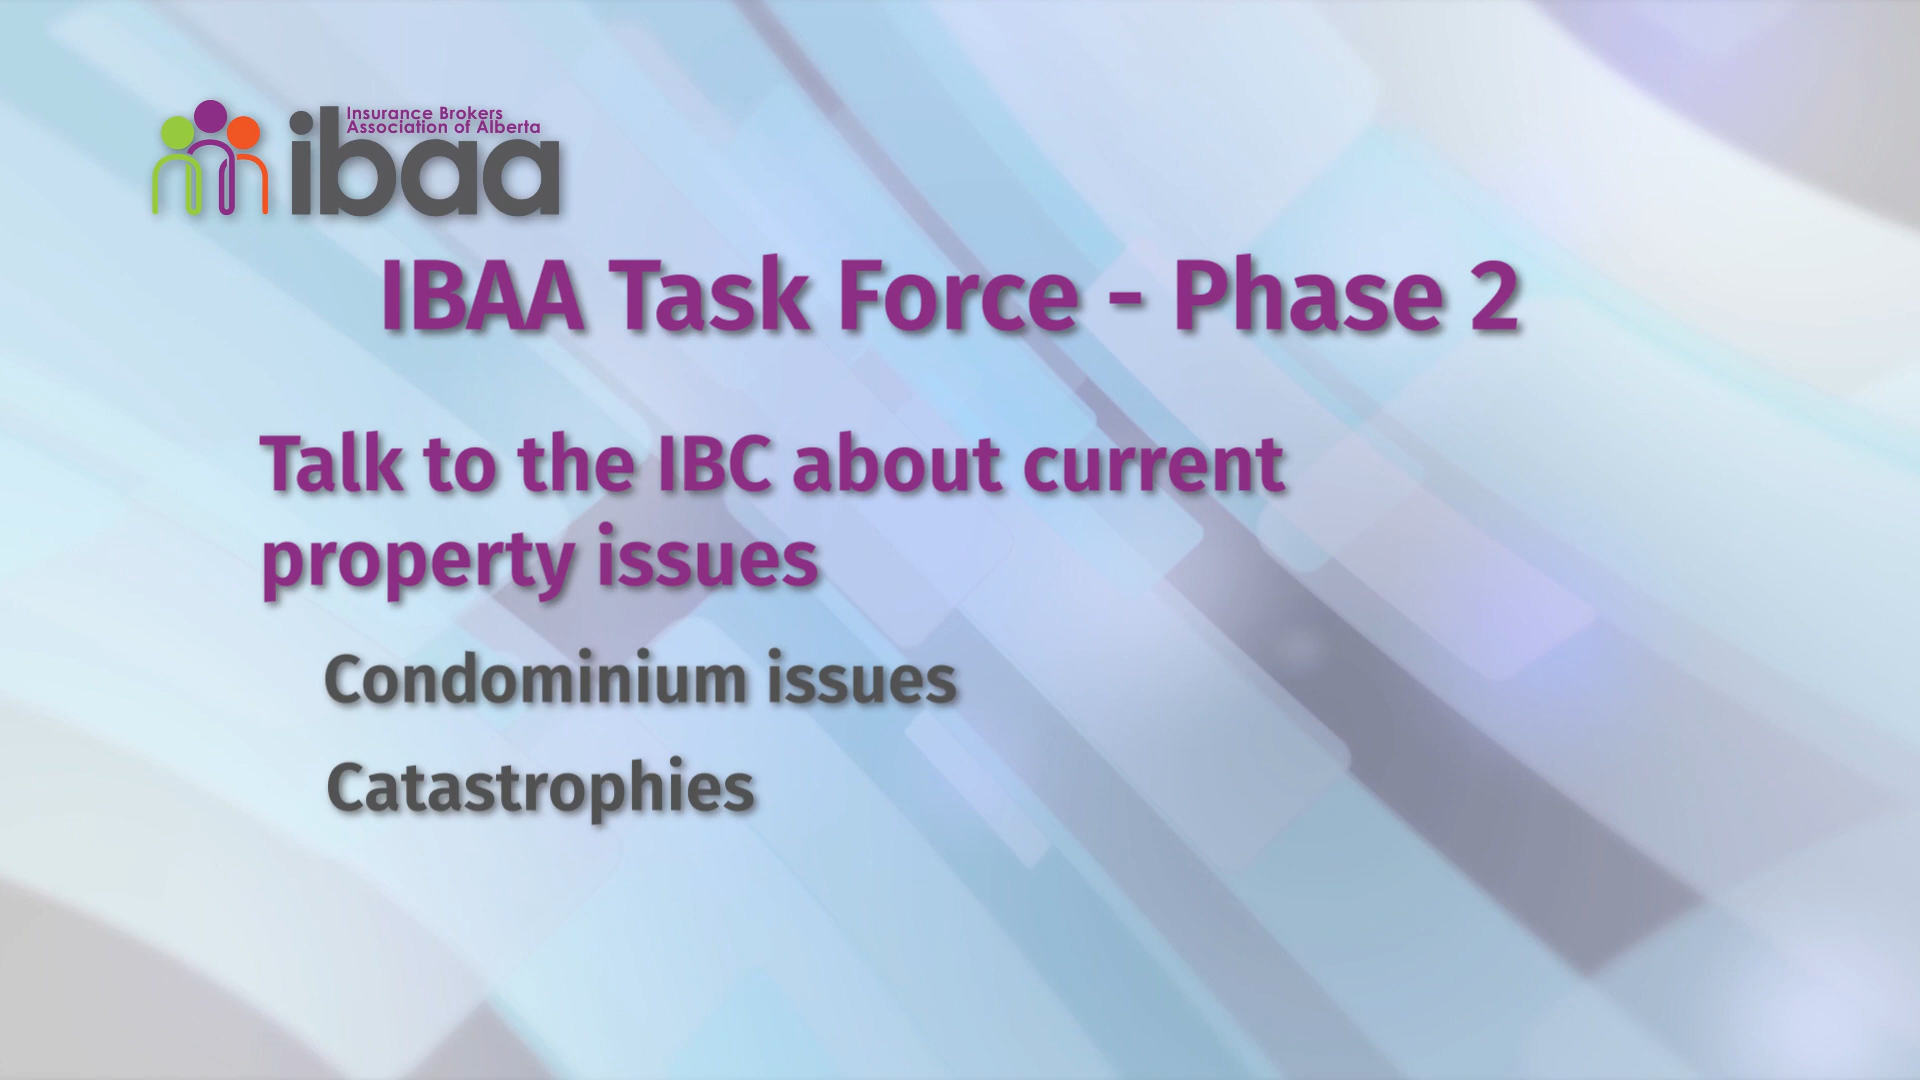 Insurance Brokers
Association of Alberta
ibaa
IBAA Task Force - Phase 2
Talk to the IBC about current
property issues
Condominium issues
Catastrophies